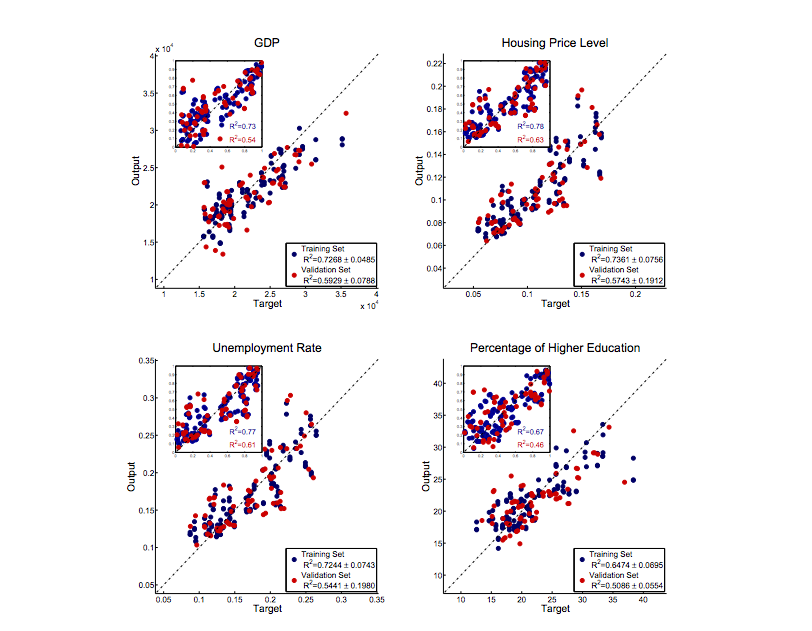 GDP
x 10⁴
4
3.5
3
2.5
2
1.5
1
Output
1
1.5
2
2.5
3
3.5
4
Target
x 10⁴
R²=0.73
R²=0.54
Training Set
R²=0.7268 ± 0.0485
Validation Set
R²=0.5929 ± 0.0788
Housing Price Level
0.22
0.2
0.18
0.16
0.14
0.12
0.1
0.08
0.06
0.04
Output
0.05
0.1
0.15
0.2
Target
R²=0.78
R²=0.63
Training Set
R²=0.7361 ± 0.0756
Validation Set
R²=0.5743 ± 0.1912
Unemployment Rate
0.35
0.3
0.25
0.2
0.15
0.1
0.05
Output
0.05
0.1
0.15
0.2
0.25
0.3
0.35
Target
R²=0.77
R²=0.61
Training Set
R²=0.7244 ± 0.0743
Validation Set
R²=0.5441 ± 0.1980
Percentage of Higher Education
40
35
30
25
20
15
10
Output
10
15
20
25
30
35
40
Target
R²=0.67
R²=0.46
Training Set
R²=0.6474 ± 0.0695
Validation Set
R²=0.5086 ± 0.0554